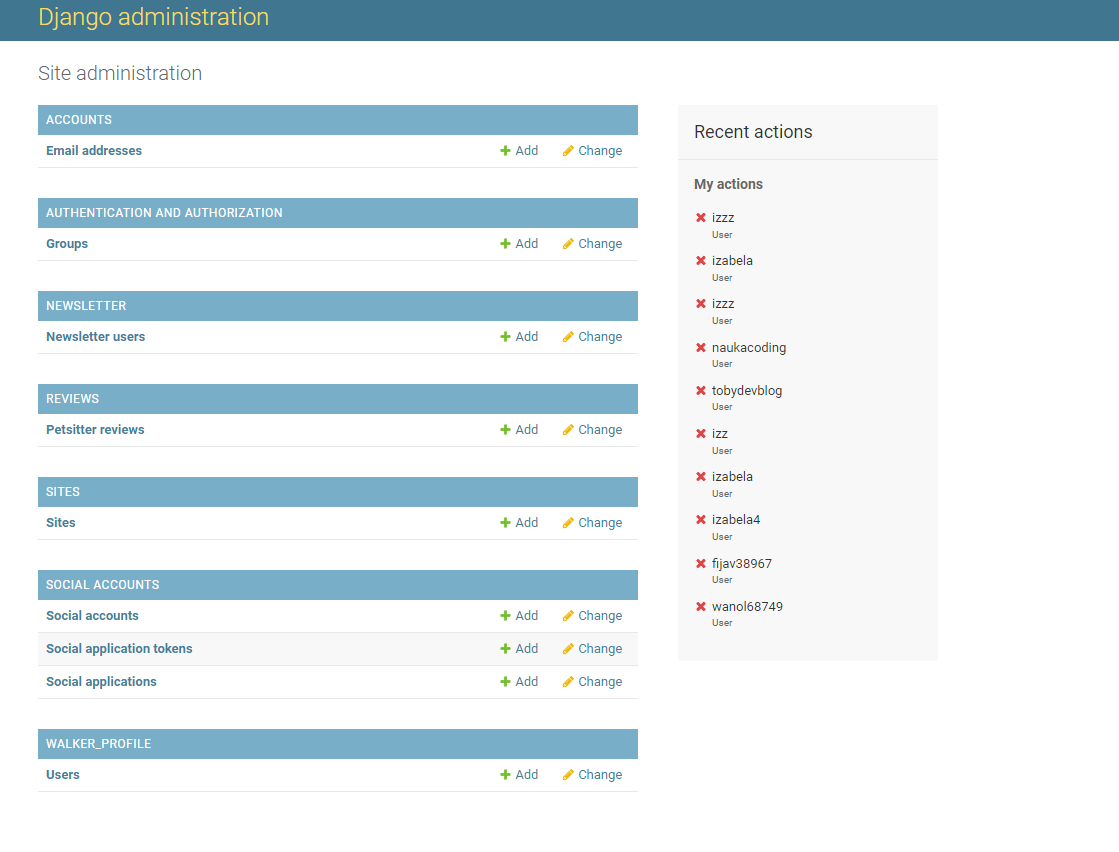 Django administration
Site administration
ACCOUNTS
Email addresses Add Change
AUTHENTICATION AND AUTHORIZATION
Groups Add Change
NEWSLETTER
Newsletter users Add Change
REVIEWS
Petsitter reviews Add Change
SITES
Sites Add Change
SOCIAL ACCOUNTS
Social accounts Add Change
Social application tokens Add Change
Social applications Add Change
WALKER_PROFILE
Users Add Change
Recent actions
My actions
izzz
User
izabela
User
izzz
User
naukacoding
User
tobydevblog
User
izz
User
izabela
User
izabela4
User
fijav38967
User
wanol68749
User